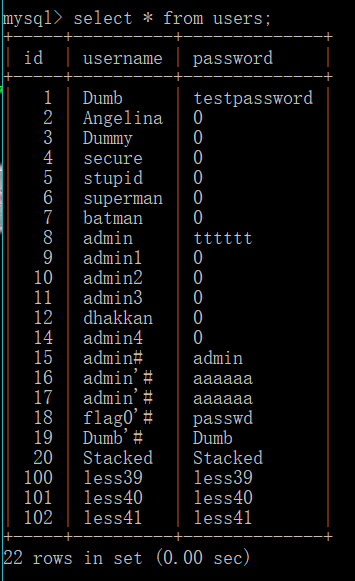 mysql> select * from users;
+-----+----------+--------------+
| id  | username | password     |
+-----+----------+--------------+
|   1 | Dumb     | testpassword |
|   2 | Angelina | 0            |
|   3 | Dummy    | 0            |
|   4 | secure   | 0            |
|   5 | stupid   | 0            |
|   6 | superman | 0            |
|   7 | batman   | 0            |
|   8 | admin    | tttttt       |
|   9 | admin1   | 0            |
|  10 | admin2   | 0            |
|  11 | admin3   | 0            |
|  12 | dhakkan  | 0            |
|  14 | admin4   | 0            |
|  15 | admin#   | admin        |
|  16 | admin'#  | aaaaaa       |
|  17 | admin'#  | aaaaaa       |
|  18 | flag0'#  | passwd       |
|  19 | Dumb'#   | Dumb         |
|  20 | Stacked  | Stacked      |
| 100 | less39   | less39       |
| 101 | less40   | less40       |
| 102 | less41   | less41       |
+-----+----------+--------------+
22 rows in set (0.00 sec)